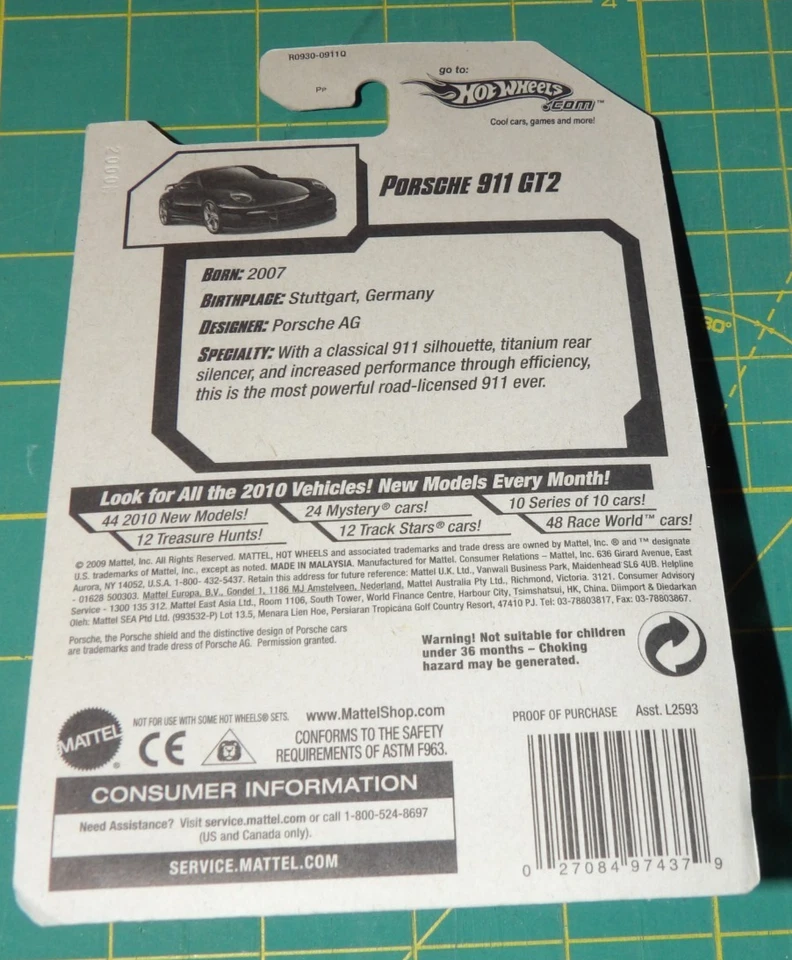 4
R0930-0911Q
go to:
HOT WHEELS
.COM™
PP
Cool cars, games and more!
PORSCHE 911 GT2
BORN: 2007
BIRTHPLACE: Stuttgart, Germany
DESIGNER: Porsche AG
SPECIALTY: With a classical 911 silhouette, titanium rear
silencer, and increased performance through efficiency,
this is the most powerful road-licensed 911 ever.
30°
Look for All the 2010 Vehicles! New Models Every Month!
44 2010 New Models!
24 Mystery® cars!
10 Series of 10 cars!
12 Treasure Hunts!
12 Track Stars® cars!
48 Race World™ cars!
© 2009 Mattel, Inc. All Rights Reserved. MATTEL, HOT WHEELS and associated trademarks and trade dress are owned by Mattel, Inc. ® and ™ designate
U.S. trademarks of Mattel, Inc., except as noted. MADE IN MALAYSIA. Manufactured for Mattel. Consumer Relations – Mattel, Inc. 636 Girard Avenue, East
Aurora, NY 14052, U.S.A. 1-800- 432-5437. Retain this address for future reference: Mattel U.K. Ltd., Vanwall Business Park, Maidenhead SL6 4UB. Helpline
- 01628 500303. Mattel Europa, B.V., Gondel 1, 1186 MJ Amstelveen, Nederland. Mattel Australia Pty Ltd., Richmond, Victoria. 3121. Consumer Advisory
Service - 1300 135 312. Mattel East Asia Ltd., Room 1106, South Tower, World Finance Centre, Harbour City, Tsimshatsui, HK, China. Diimport & Diedarkan
Oleh: Mattel SEA Ptd Ltd. (993532-P) Lot 13.5, Menara Lien Hoe, Persiaran Tropicana Golf Country Resort, 47410 PJ. Tel: 03-78803817, Fax: 03-78803867.
Porsche, the Porsche shield and the distinctive design of Porsche cars
are trademarks and trade dress of Porsche AG. Permission granted.
Warning! Not suitable for children
under 36 months – Choking
hazard may be generated.
MATTEL®
NOT FOR USE WITH SOME HOT WHEELS® SETS.
www.MattelShop.com
CE
CONFORMS TO THE SAFETY
REQUIREMENTS OF ASTM F963.
PROOF OF PURCHASE
Asst. L2593
CONSUMER INFORMATION
Need Assistance? Visit service.mattel.com or call 1-800-524-8697
(US and Canada only).
SERVICE.MATTEL.COM
0 27084 97437 9